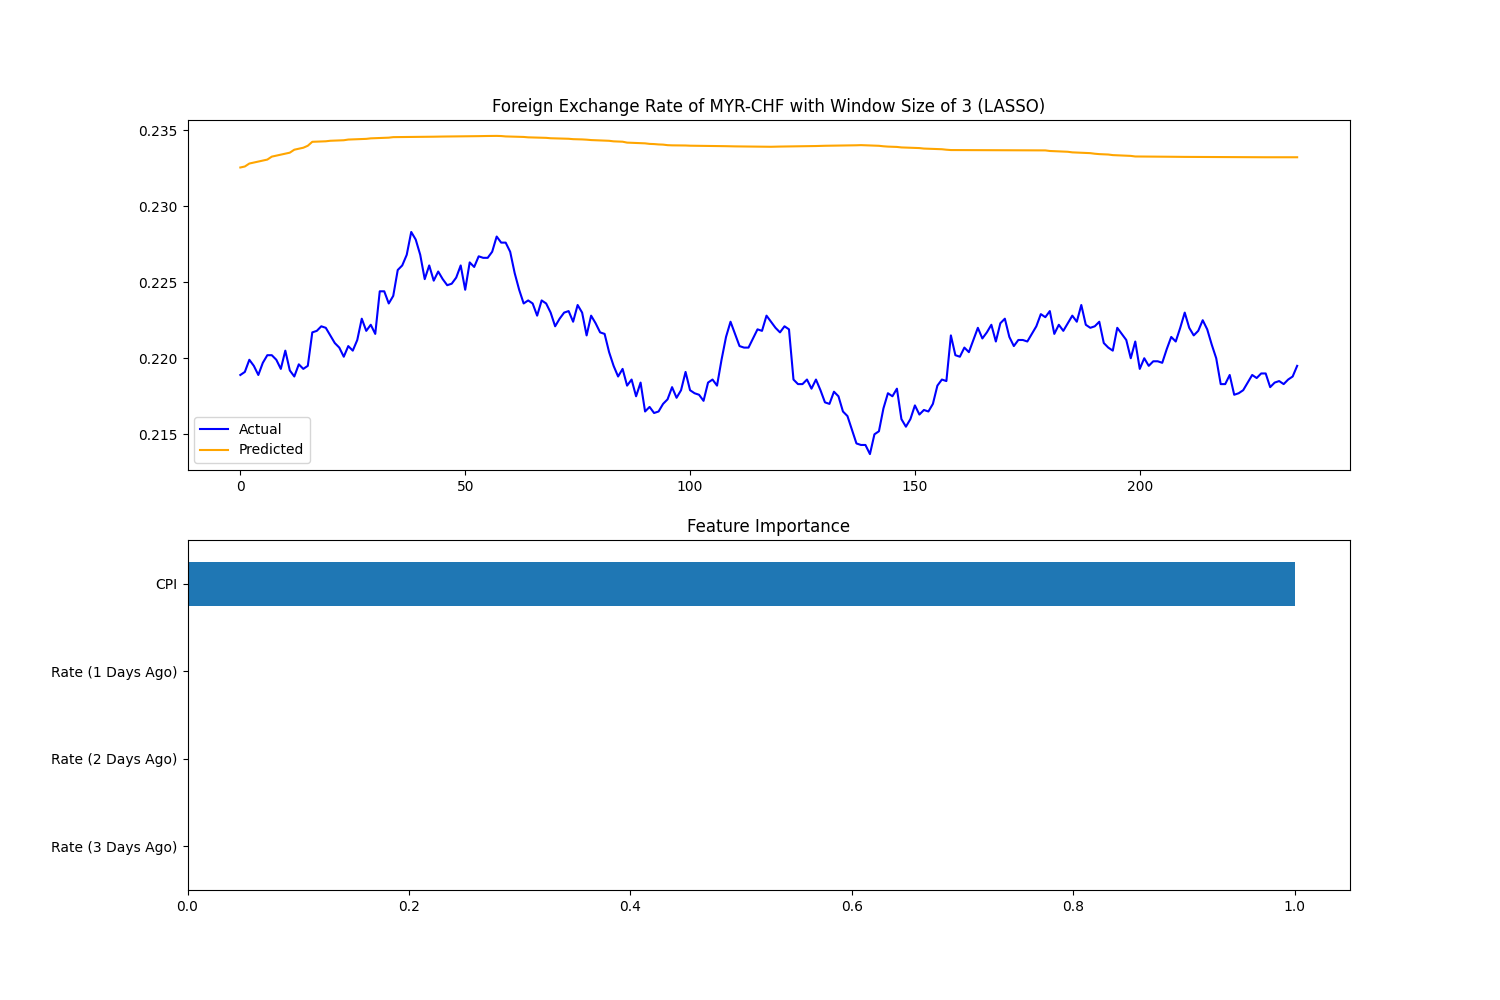 Foreign Exchange Rate of MYR-CHF with Window Size of 3 (LASSO)
0.235
0.230
0.225
0.220
0.215
Actual
Predicted
0 50 100 150 200
Feature Importance
CPI
Rate (1 Days Ago)
Rate (2 Days Ago)
Rate (3 Days Ago)
0.0 0.2 0.4 0.6 0.8 1.0